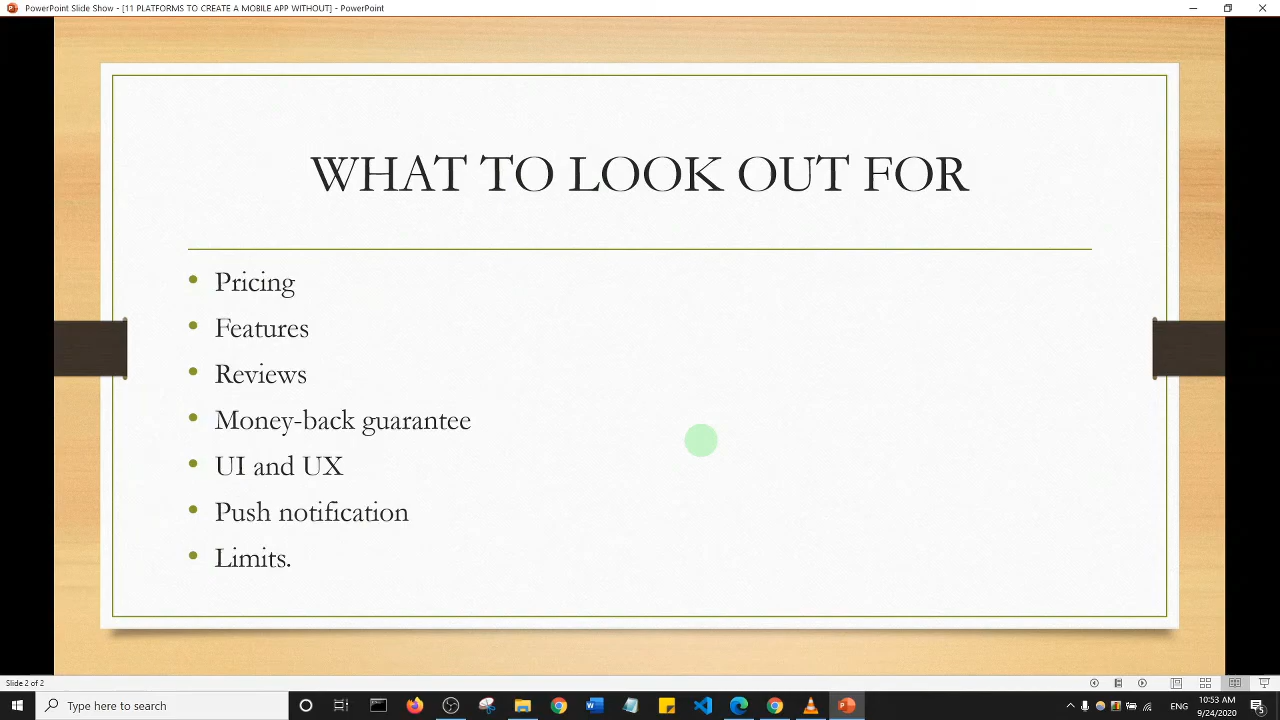 PowerPoint Slide Show - [11 PLATFORMS TO CREATE A MOBILE APP WITHOUT] - PowerPoint
WHAT TO LOOK OUT FOR
• Pricing
• Features
• Reviews
• Money-back guarantee
• UI and UX
• Push notification
• Limits.
Slide 2 of 2
Type here to search
ENG
10:53 AM
9/24/2020
5